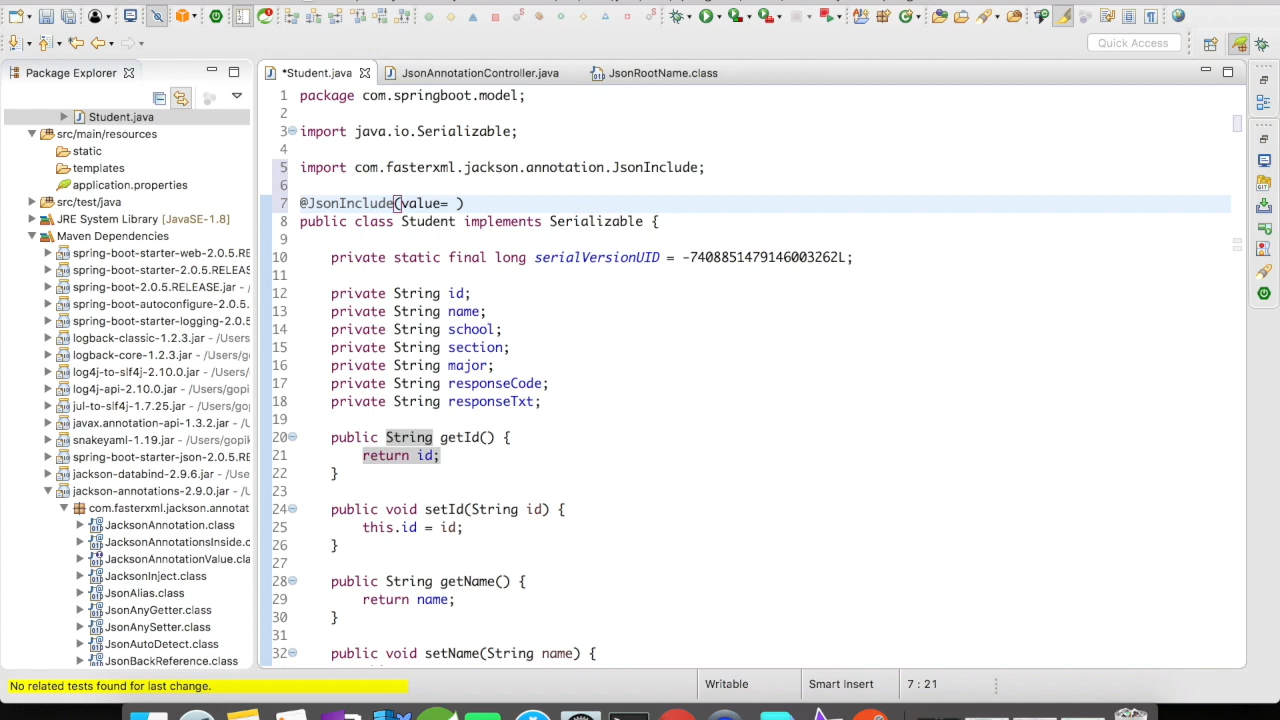 Quick Access
Package Explorer
*Student.java
JsonAnnotationController.java
JsonRootName.class
Student.java
src/main/resources
static
templates
application.properties
src/test/java
JRE System Library [JavaSE-1.8]
Maven Dependencies
spring-boot-starter-web-2.0.5.RE
spring-boot-starter-2.0.5.RELEAS
spring-boot-2.0.5.RELEASE.jar - /
spring-boot-autoconfigure-2.0.5.
spring-boot-starter-logging-2.0.5
logback-classic-1.2.3.jar - /Users
logback-core-1.2.3.jar - /Users/g
log4j-to-slf4j-2.10.0.jar - /Users/
log4j-api-2.10.0.jar - /Users/gopi
jul-to-slf4j-1.7.25.jar - /Users/go
javax.annotation-api-1.3.2.jar - /
snakeyaml-1.19.jar - /Users/gopik
spring-boot-starter-json-2.0.5.RE
jackson-databind-2.9.6.jar - /Use
jackson-annotations-2.9.0.jar - /U
com.fasterxml.jackson.annotat
JacksonAnnotation.class
JacksonAnnotationsInside.c
JacksonAnnotationValue.cla
JacksonInject.class
JsonAlias.class
JsonAnyGetter.class
JsonAnySetter.class
JsonAutoDetect.class
JsonBackReference.class
1 package com.springboot.model;
2
3 import java.io.Serializable;
4
5 import com.fasterxml.jackson.annotation.JsonInclude;
6
7 @JsonInclude(value= )
8 public class Student implements Serializable {
9
10 private static final long serialVersionUID = -7408851479146003262L;
11
12 private String id;
13 private String name;
14 private String school;
15 private String section;
16 private String major;
17 private String responseCode;
18 private String responseTxt;
19
20 public String getId() {
21 return id;
22 }
23
24 public void setId(String id) {
25 this.id = id;
26 }
27
28 public String getName() {
29 return name;
30 }
31
32 public void setName(String name) {
No related tests found for last change.
Writable
Smart Insert
7 : 21